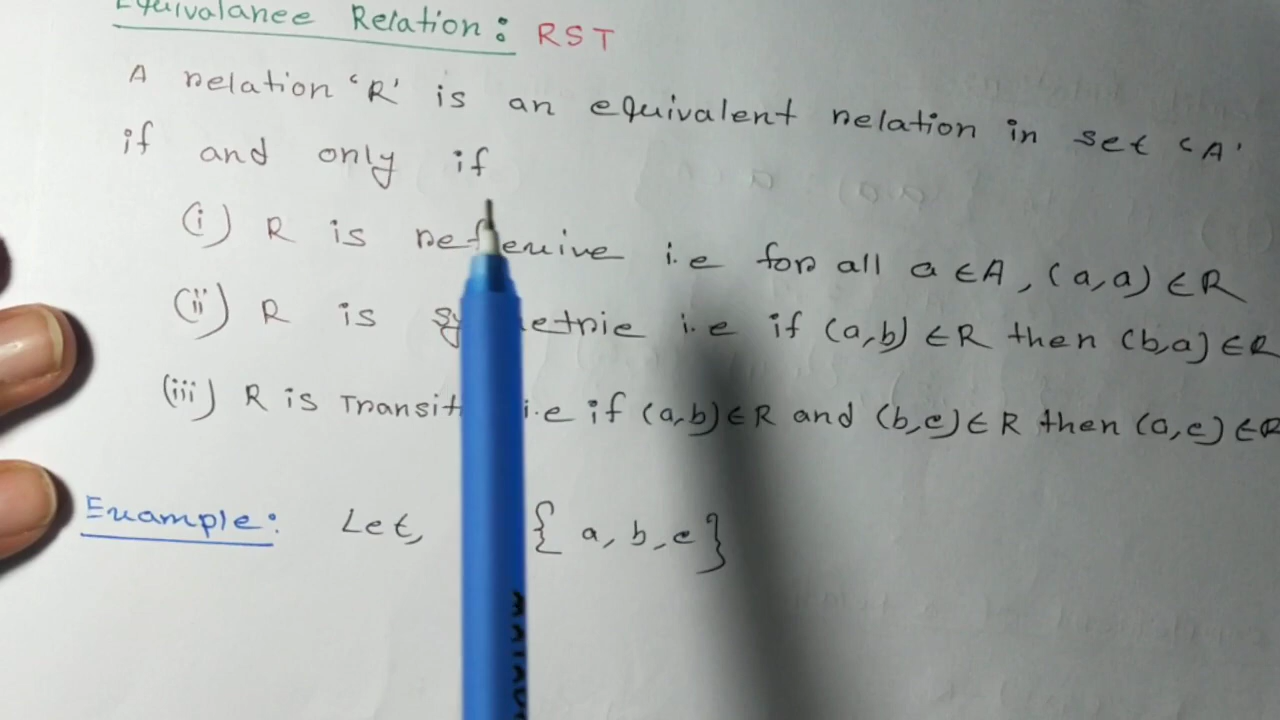 Equivalance Relation: RST
A relation 'R' is an equivalent relation in set 'A'
if and only if
(i) R is i.e for all a ∈ A, (a,a) ∈ R
(ii) R is i.e if (a,b) ∈ R then (b,a) ∈ R
(iii) R is i.e if (a,b) ∈ R and (b,c) ∈ R then (a,c) ∈ R
Example: Let, { a, b, c }